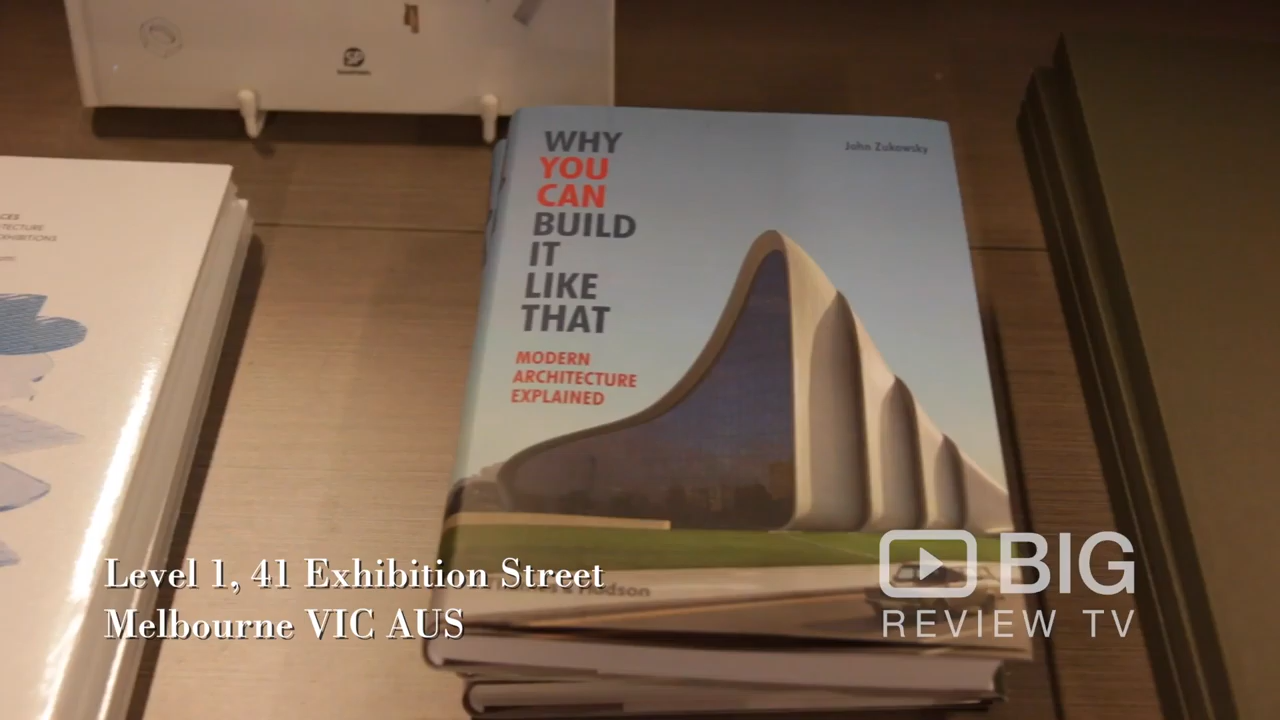 WHY
YOU
CAN
BUILD
IT
LIKE
THAT
John Zukowsky
MODERN
ARCHITECTURE
EXPLAINED
Hudson
Level 1, 41 Exhibition Street
Melbourne VIC AUS
BIG
REVIEW TV